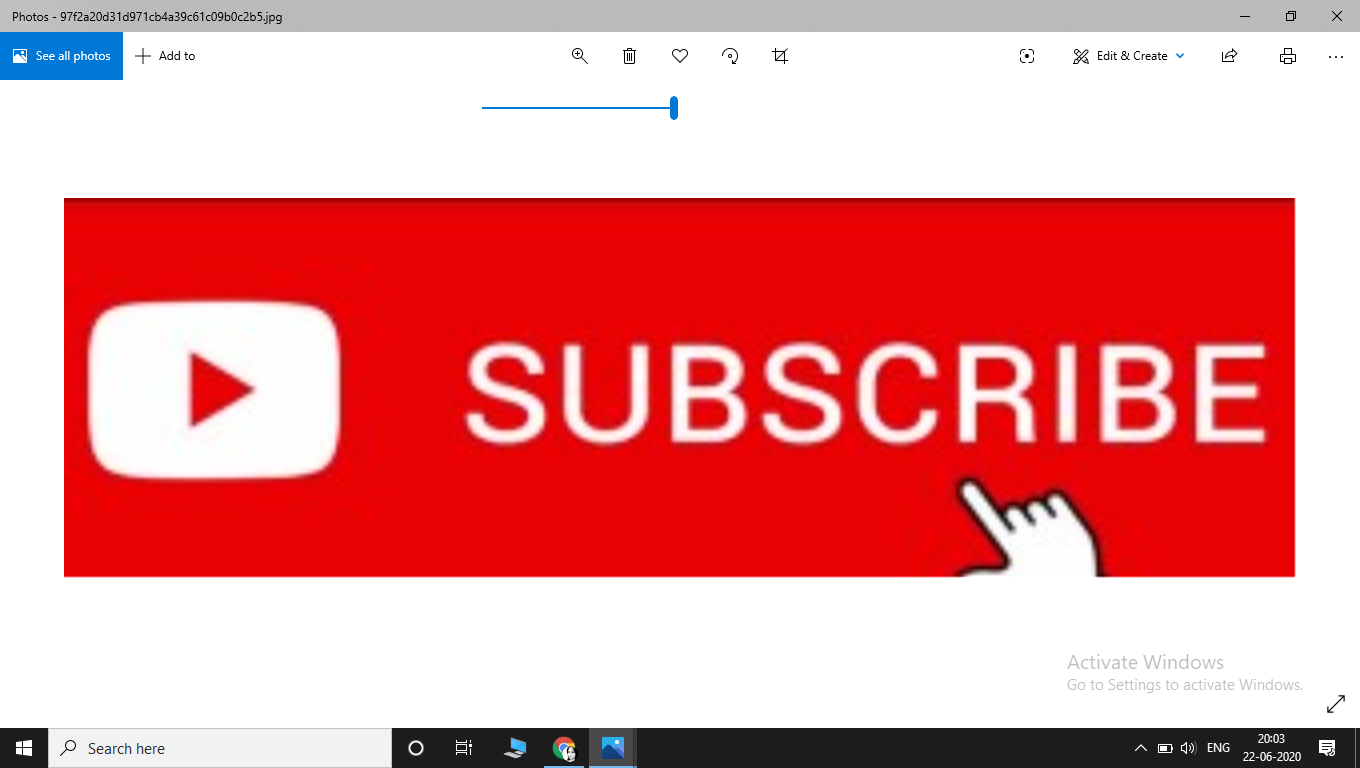 Photos - 97f2a20d31d971cb4a39c61c09b0c2b5.jpg
See all photos
Add to
Edit & Create
SUBSCRIBE
Activate Windows
Go to Settings to activate Windows.
Search here
ENG
20:03
22-06-2020